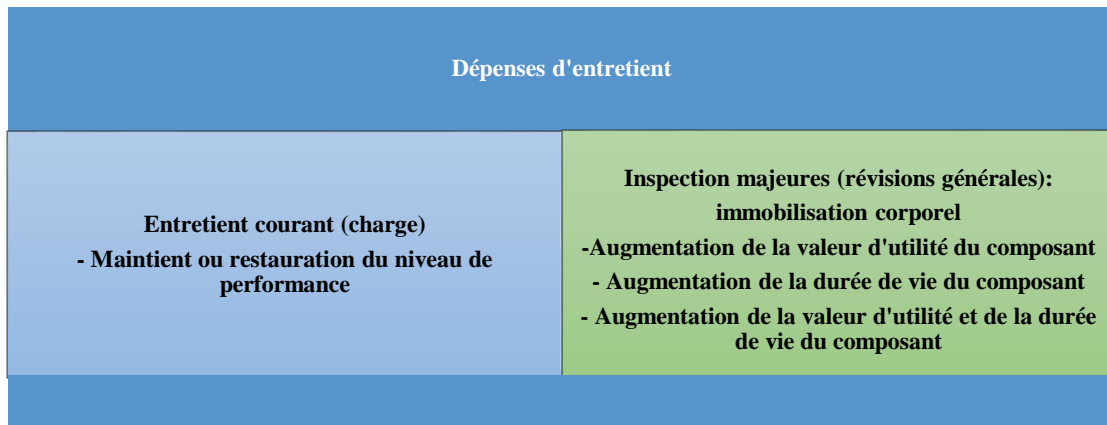 Dépenses d'entretient
Entretient courant (charge)
- Maintient ou restauration du niveau de
performance
Inspection majeures (révisions générales):
immobilisation corporel
-Augmentation de la valeur d'utilité du composant
- Augmentation de la durée de vie du composant
- Augmentation de la valeur d'utilité et de la durée
de vie du composant